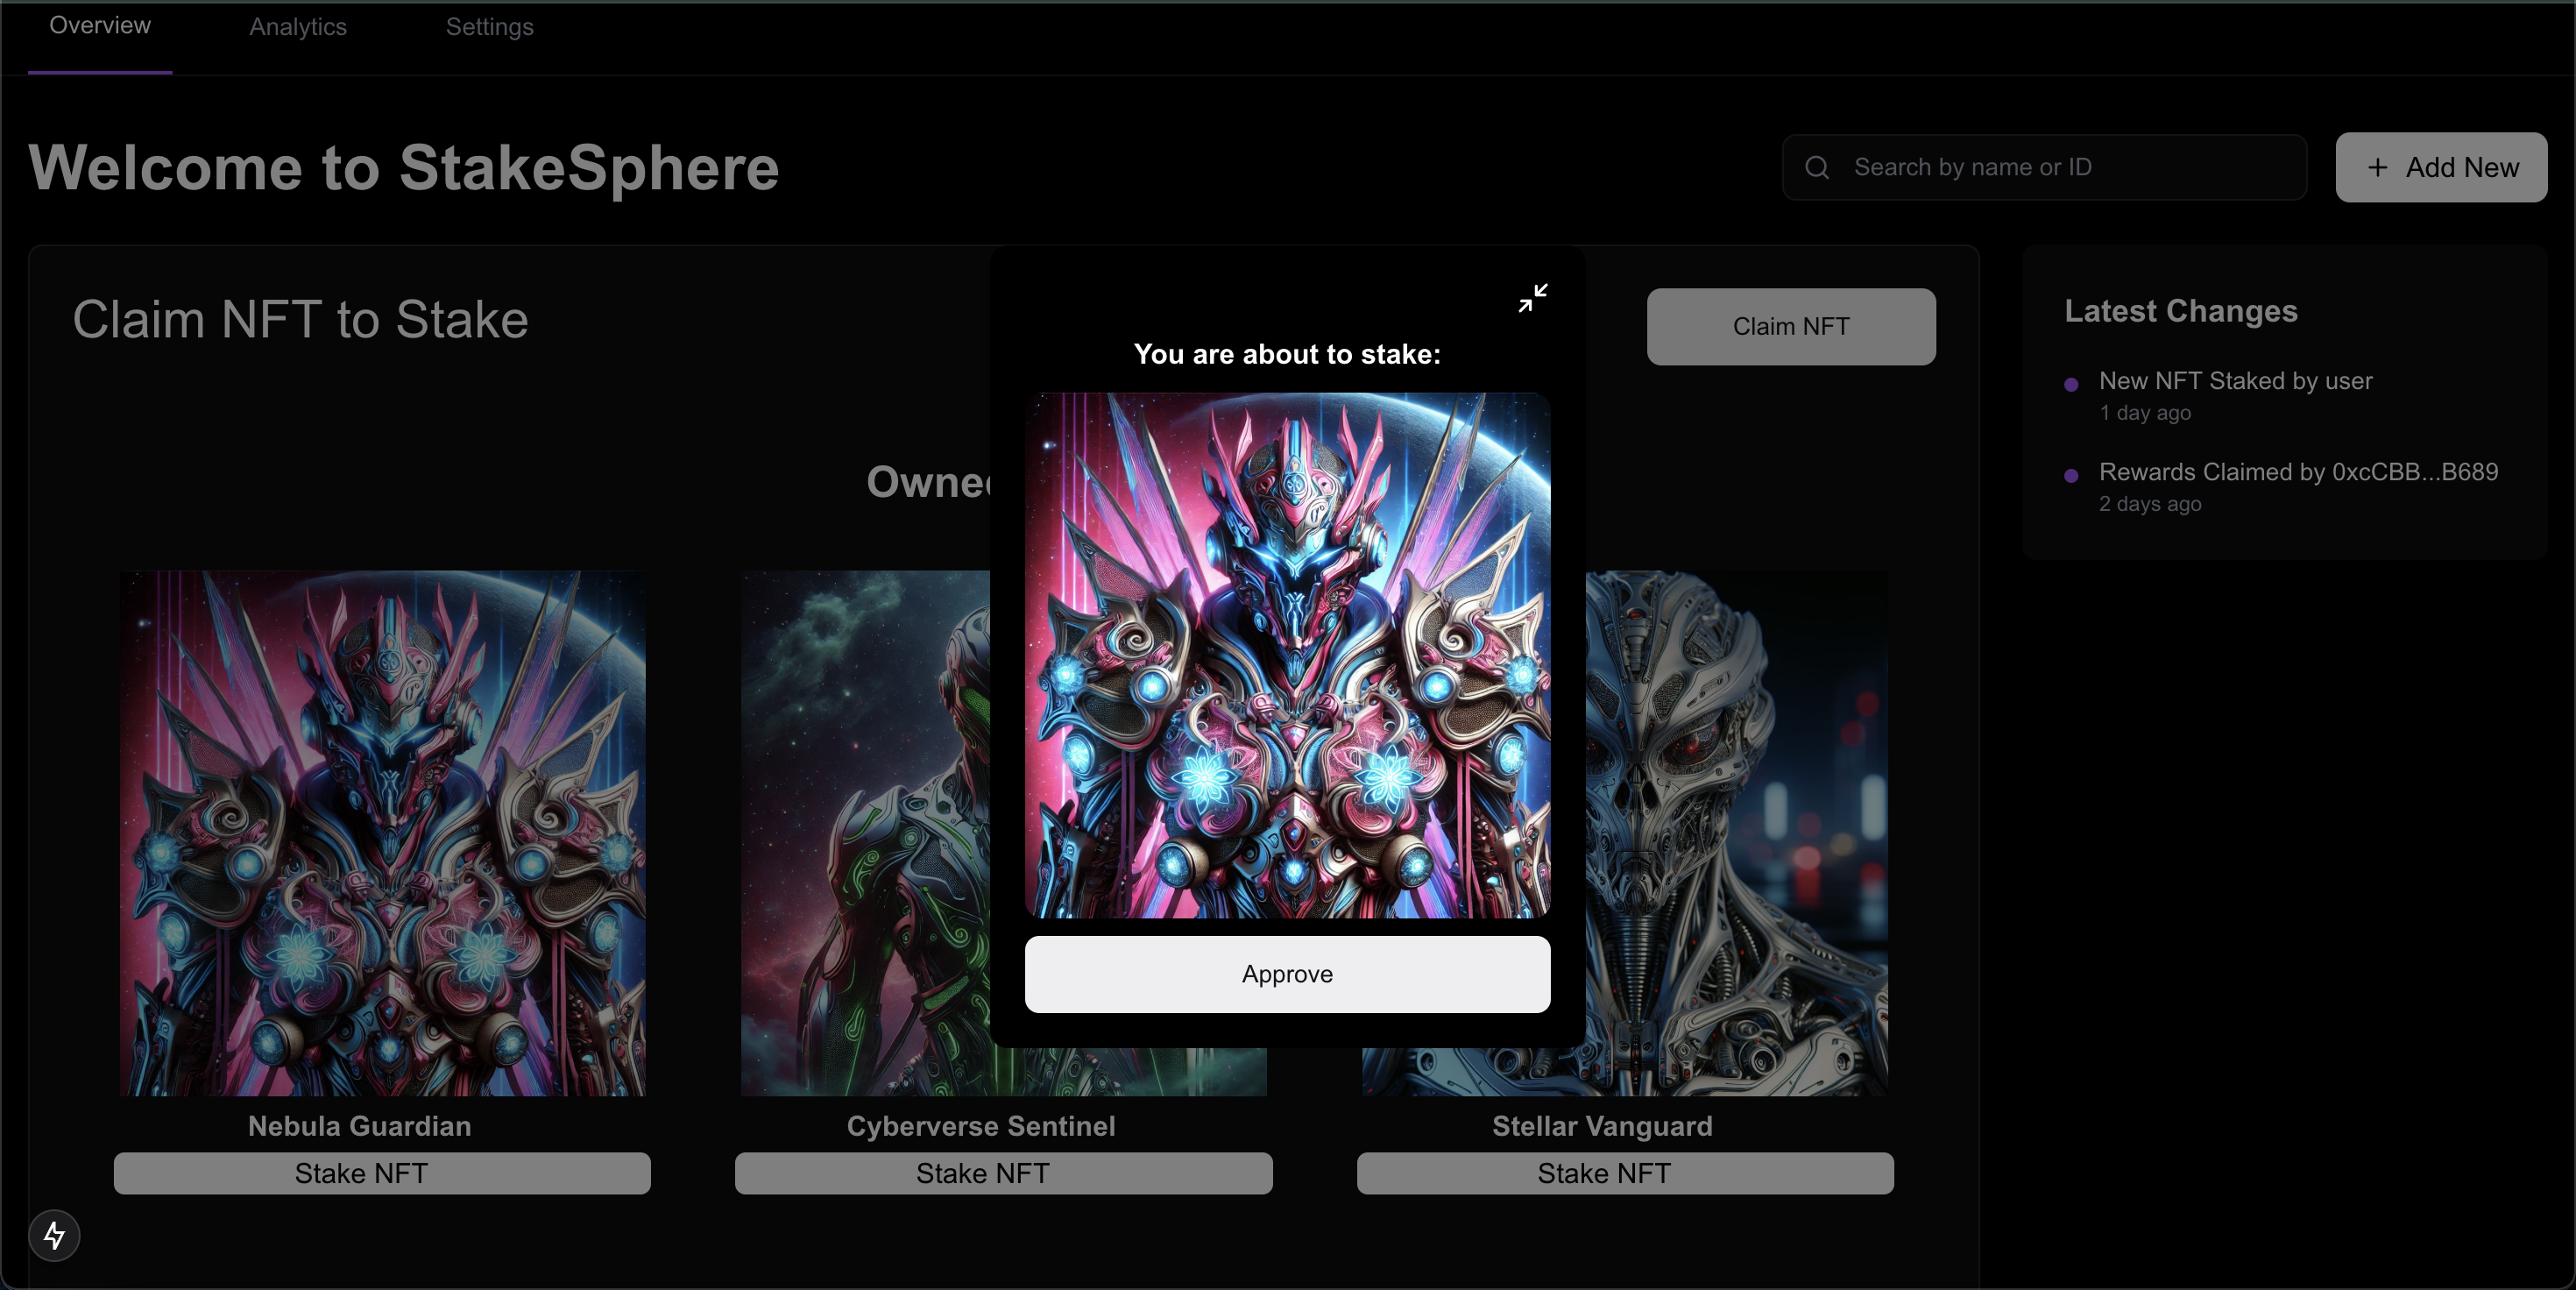 Overview
Analytics
Settings
Welcome to StakeSphere
Search by name or ID
+ Add New
Claim NFT to Stake
Claim NFT
Latest Changes
New NFT Staked by user
1 day ago
Rewards Claimed by 0xcCBB...B689
2 days ago
You are about to stake:
Approve
Nebula Guardian
Cyberverse Sentinel
Stellar Vanguard
Stake NFT
Stake NFT
Stake NFT